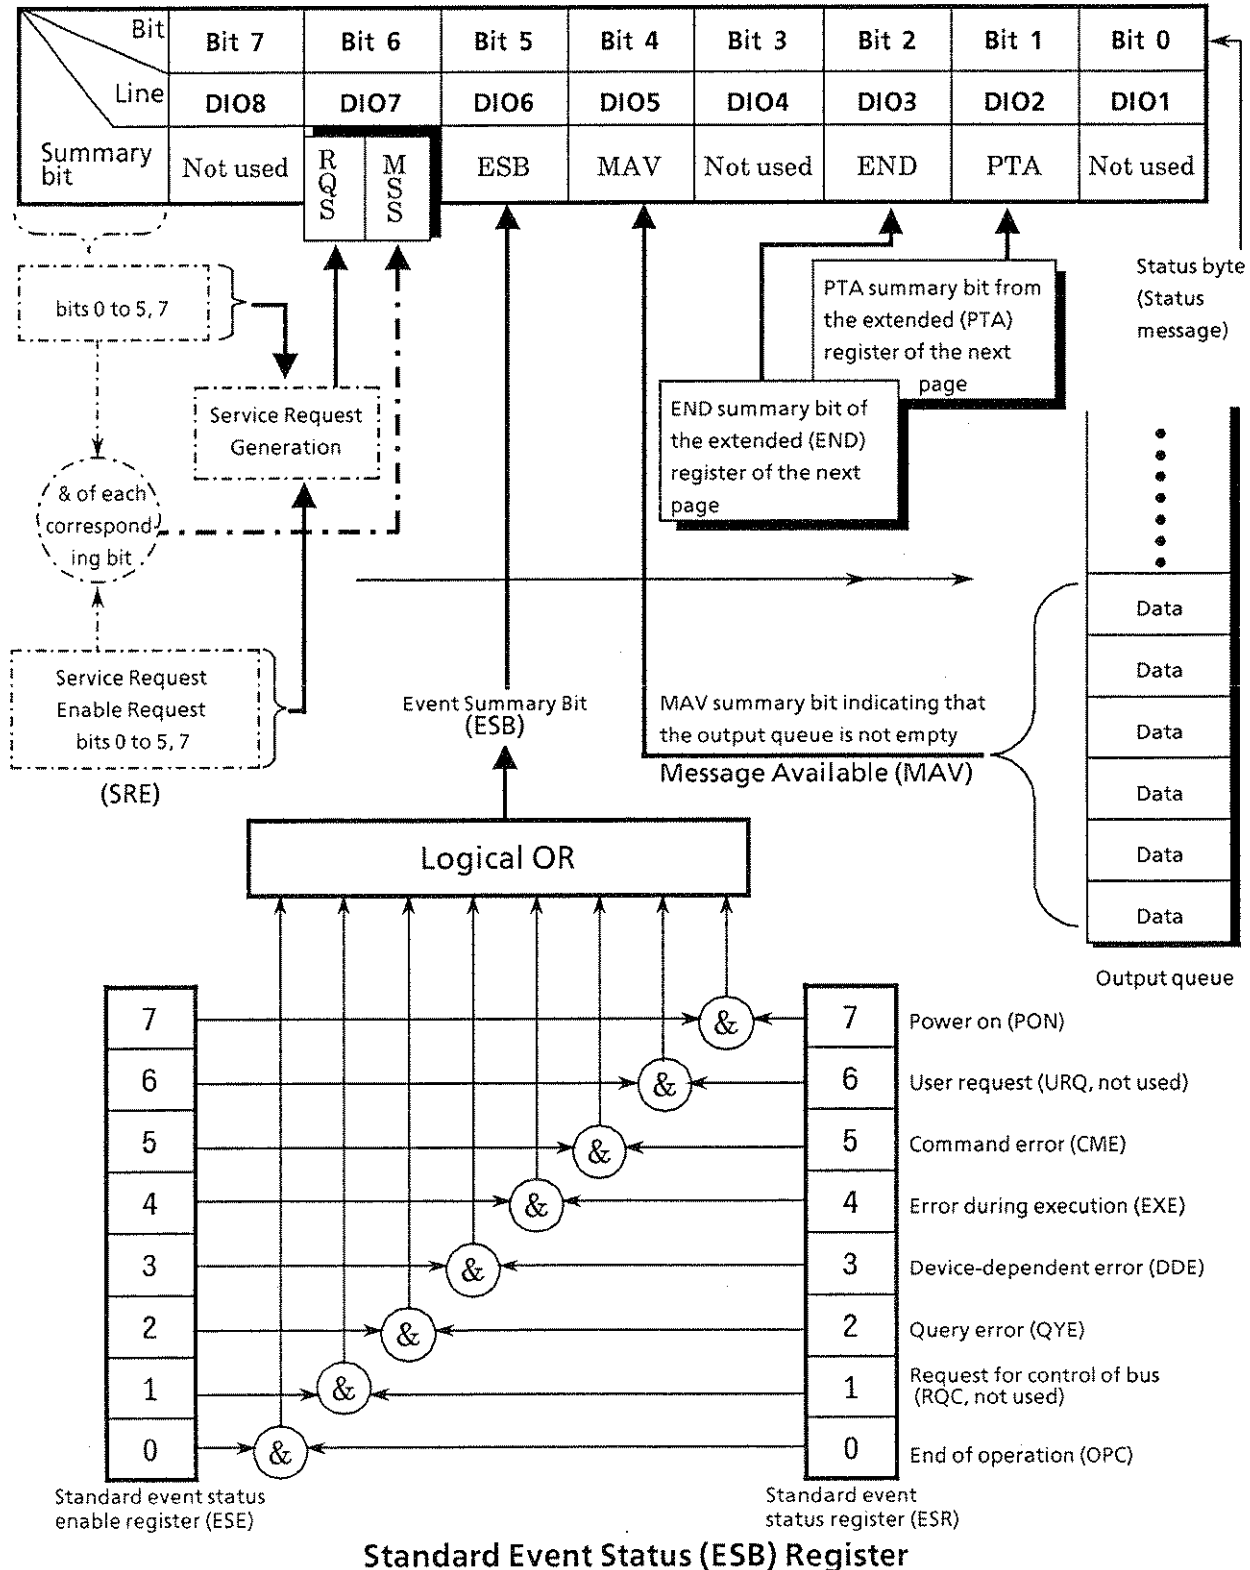 Bit Bit 7 Bit 6 Bit 5 Bit 4 Bit 3 Bit 2 Bit 1 Bit 0
Line DIO8 DIO7 DIO6 DIO5 DIO4 DIO3 DIO2 DIO1
Summary bit Not used RQS MSS ESB MAV Not used END PTA Not used
Status byte
(Status
message)
bits 0 to 5, 7
PTA summary bit from
the extended (PTA)
register of the next
page
END summary bit of
the extended (END)
register of the next
page
Service Request
Generation
& of each
correspond-
ing bit
Service Request
Enable Request
bits 0 to 5, 7
(SRE)
Event Summary Bit
(ESB)
MAV summary bit indicating that
the output queue is not empty
Message Available (MAV)
Data
Data
Data
Data
Data
Data
Output queue
Logical OR
7 & 7 Power on (PON)
6 & 6 User request (URQ, not used)
5 & 5 Command error (CME)
4 & 4 Error during execution (EXE)
3 & 3 Device-dependent error (DDE)
2 & 2 Query error (QYE)
1 & 1 Request for control of bus
(RQC, not used)
0 & 0 End of operation (OPC)
Standard event status
enable register (ESE)
Standard event
status register (ESR)
Standard Event Status (ESB) Register